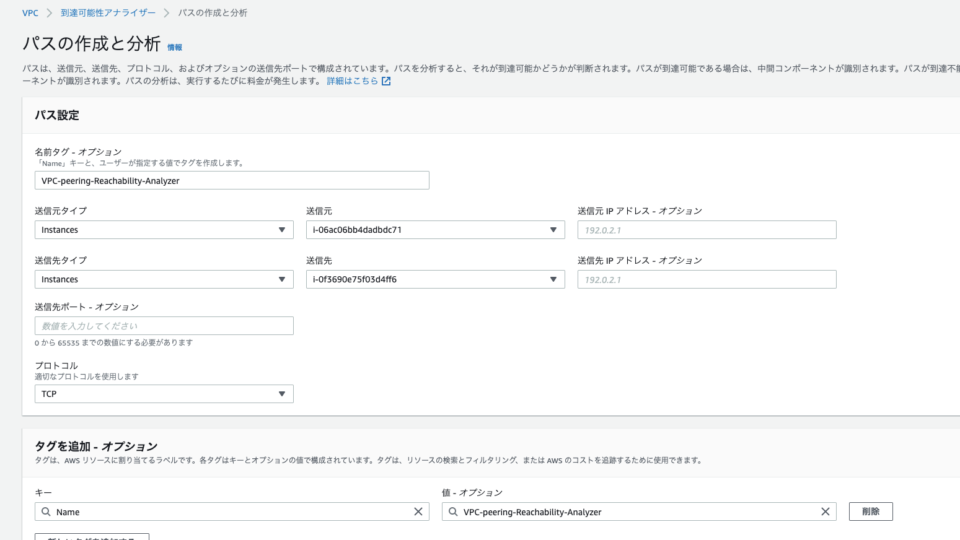 VPC > 到達可能性アナライザー > パスの作成と分析
パスの作成と分析 情報
パスは、送信元、送信先、プロトコル、およびオプションの送信先ポートで構成されています。パスを分析すると、それが到達可能かどうかが判断されます。パスが到達可能である場合は、中間コンポーネントが識別されます。パスが到達不能
ーネントが識別されます。パスの分析は、実行するたびに料金が発生します。 詳細はこちら
パス設定
名前タグ - オプション
「Name」キーと、ユーザーが指定する値でタグを作成します。
VPC-peering-Reachability-Analyzer
送信元タイプ 送信元 送信元 IP アドレス - オプション
Instances i-06ac06bb4dadbdc71 192.0.2.1
送信先タイプ 送信先 送信先 IP アドレス - オプション
Instances i-0f3690e75f03d4ff6 192.0.2.1
送信先ポート - オプション
数値を入力してください
0 から 65535 までの数値にする必要があります
プロトコル
適切なプロトコルを使用します
TCP
タグを追加 - オプション
タグは、AWS リソースに割り当てるラベルです。各タグはキーとオプションの値で構成されています。タグは、リソースの検索とフィルタリング、または AWS のコストを追跡するために使用できます。
キー 値 - オプション
Name VPC-peering-Reachability-Analyzer 削除